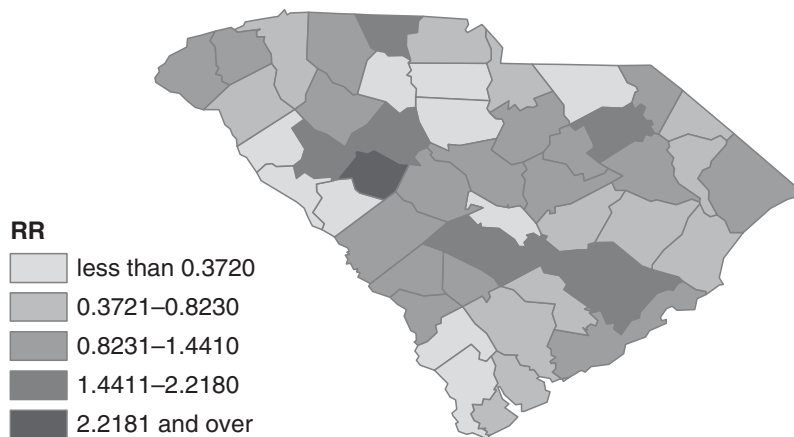 RR
less than 0.3720
0.3721–0.8230
0.8231–1.4410
1.4411–2.2180
2.2181 and over